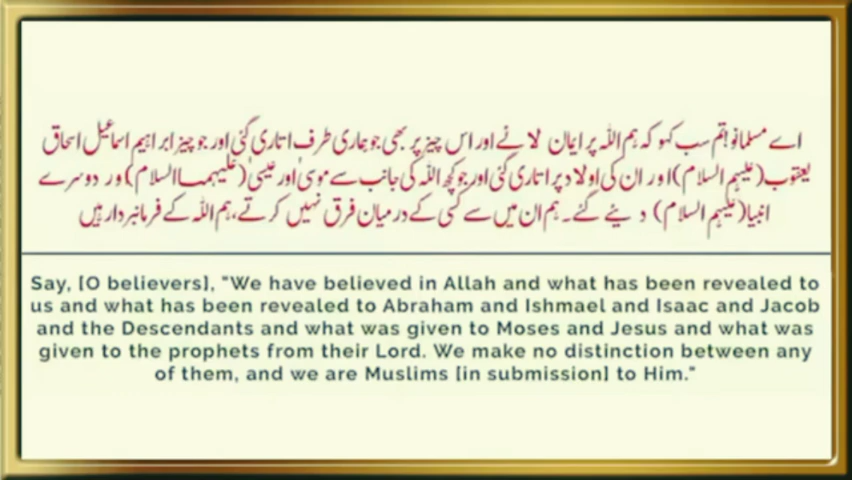 اے مسلمانو!تم سب کہو کہ ہم اللہ پر ایمان لائے اور اس چیز پر بھی جو ہماری طرف اتاری گئی اور جو چیز ابراہیم اسماعیل اسحاق
یعقوب(علیہم السلام)اور ان کی اولاد پر اتاری گئی اور جو کچھ اللہ کی جانب سے موسیٰ اور عیسیٰ(علیہمساالسلام)ور دوسرے
انبیا(علیہم السلام) دیئے گئے۔ہم ان میں سے کسی کے درمیان فرق نہیں کرتے،ہم اللہ کے فرمانبردار ہیں
Say, [O believers], "We have believed in Allah and what has been revealed to
us and what has been revealed to Abraham and Ishmael and Isaac and Jacob
and the Descendants and what was given to Moses and Jesus and what was
given to the prophets from their Lord. We make no distinction between any
of them, and we are Muslims [in submission] to Him."